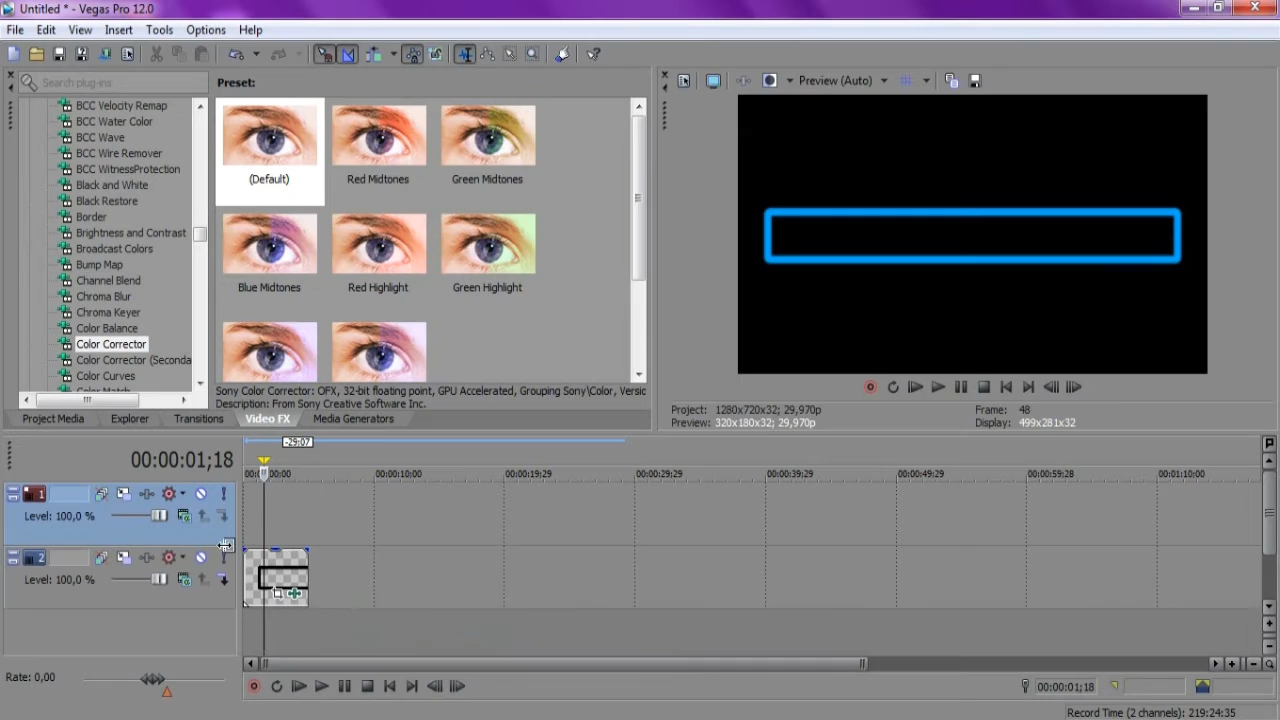 Untitled * - Vegas Pro 12.0
File Edit View Insert Tools Options Help
Search plug-ins
Preset:
Preview (Auto)
BCC Velocity Remap
BCC Water Color
BCC Wave
BCC Wire Remover
BCC WitnessProtection
Black and White
Black Restore
Border
Brightness and Contrast
Broadcast Colors
Bump Map
Channel Blend
Chroma Blur
Chroma Keyer
Color Balance
Color Corrector
Color Corrector (Seconda
Color Curves
(Default) Red Midtones Green Midtones
Blue Midtones Red Highlight Green Highlight
Sony Color Corrector: OFX, 32-bit floating point, GPU Accelerated, Grouping Sony\Color, Versic
Description: From Sony Creative Software Inc.
Project Media Explorer Transitions Video FX Media Generators
Project: 1280x720x32; 29,970p Frame: 48
Preview: 320x180x32; 29,970p Display: 499x281x32
-29:07
00:00:01;18
00:00:10;00 00:00:19;29 00:00:29;29 00:00:39;29 00:00:49;29 00:00:59;28 00:01:10;00
1
Level: 100,0 %
2
Level: 100,0 %
Rate: 0,00
00:00:01;18
Record Time (2 channels): 219:24:35